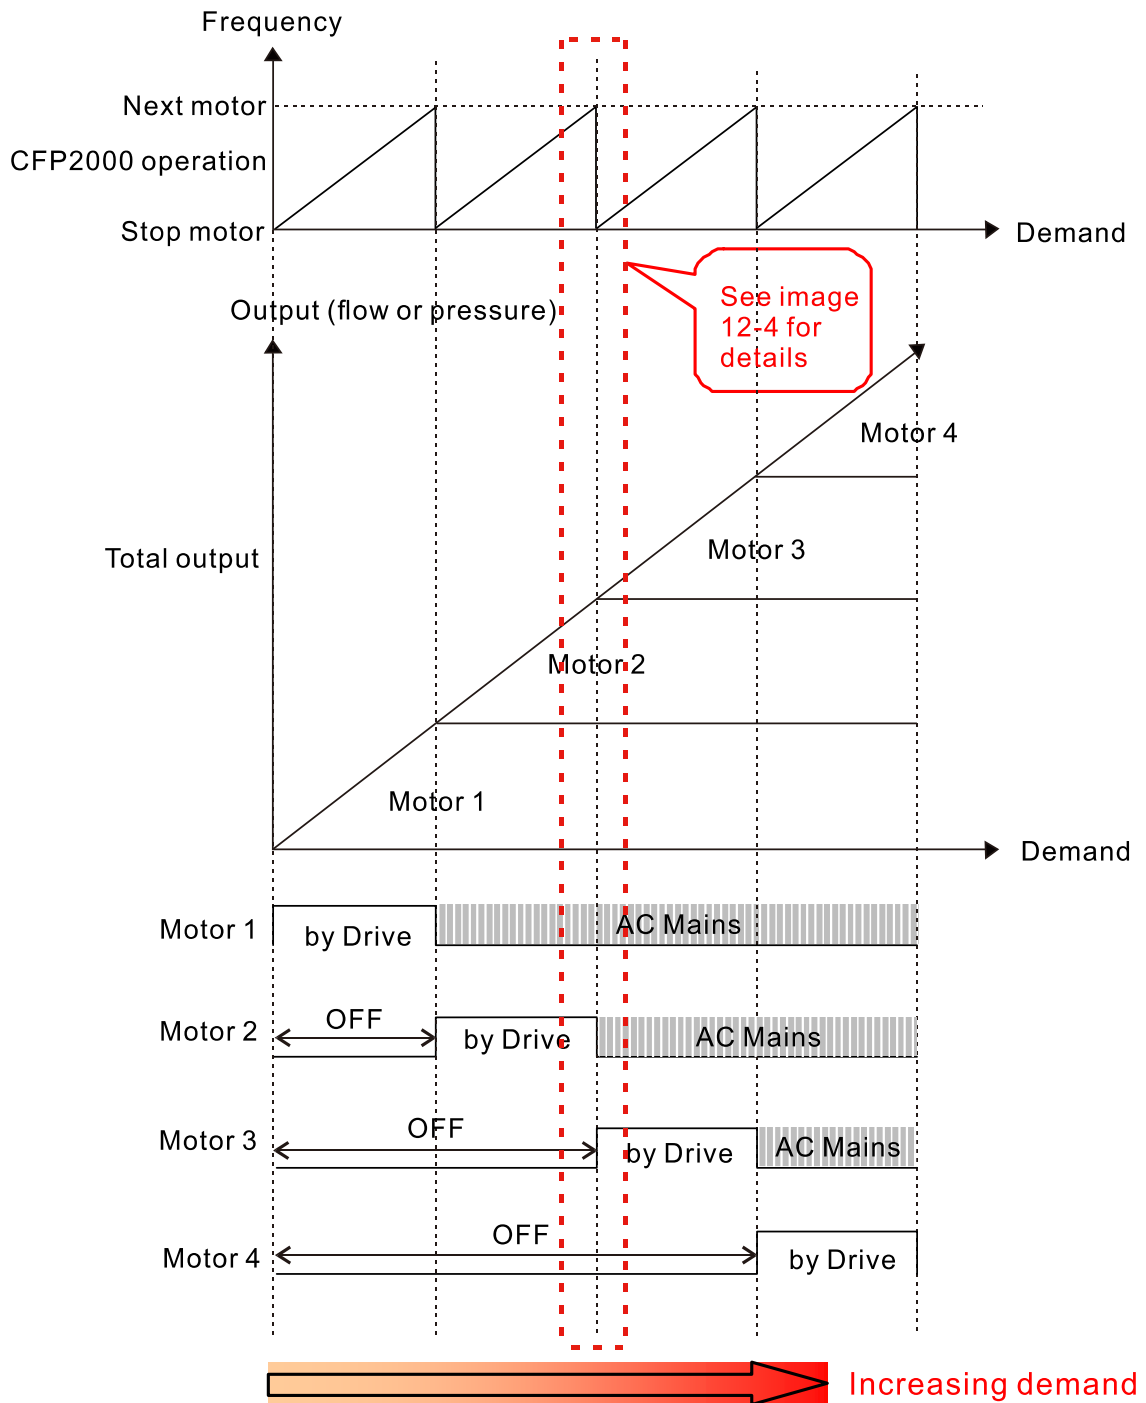 Frequency
Next motor
CFP2000 operation
Stop motor
Demand
See image
12-4 for
details
Output (flow or pressure)
Motor 4
Motor 3
Total output
Motor 2
Motor 1
Demand
Motor 1
by Drive
AC Mains
Motor 2
OFF
by Drive
AC Mains
Motor 3
OFF
by Drive
AC Mains
Motor 4
OFF
by Drive
Increasing demand